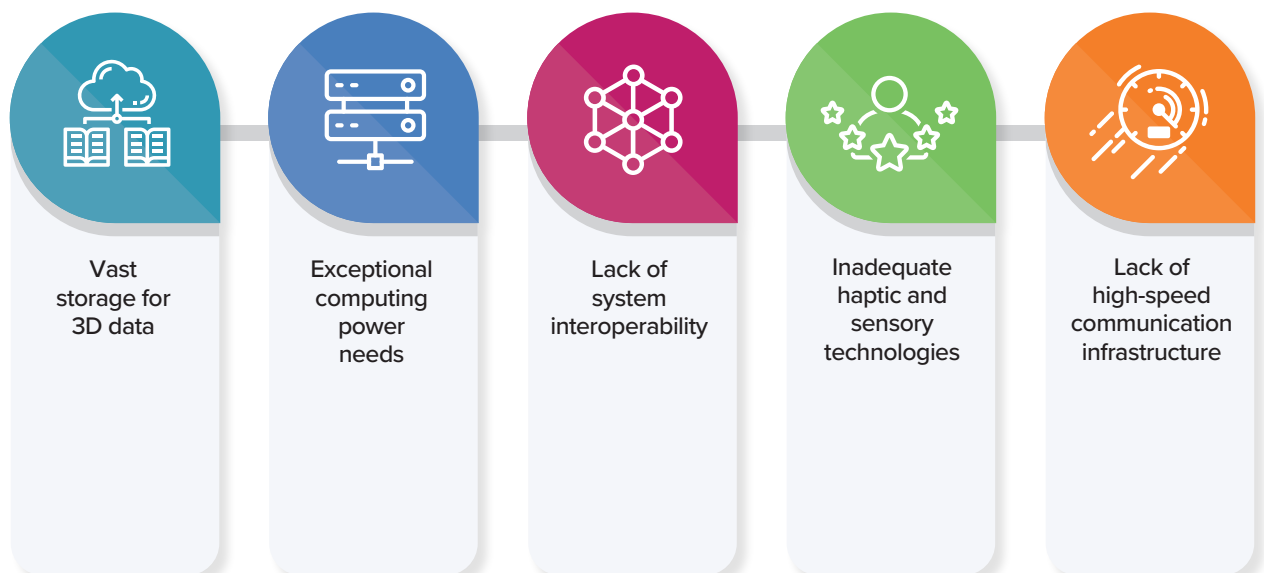 Vast
storage for
3D data
Exceptional
computing
power
needs
Lack of
system
interoperability
Inadequate
haptic and
sensory
technologies
Lack of
high-speed
communication
infrastructure